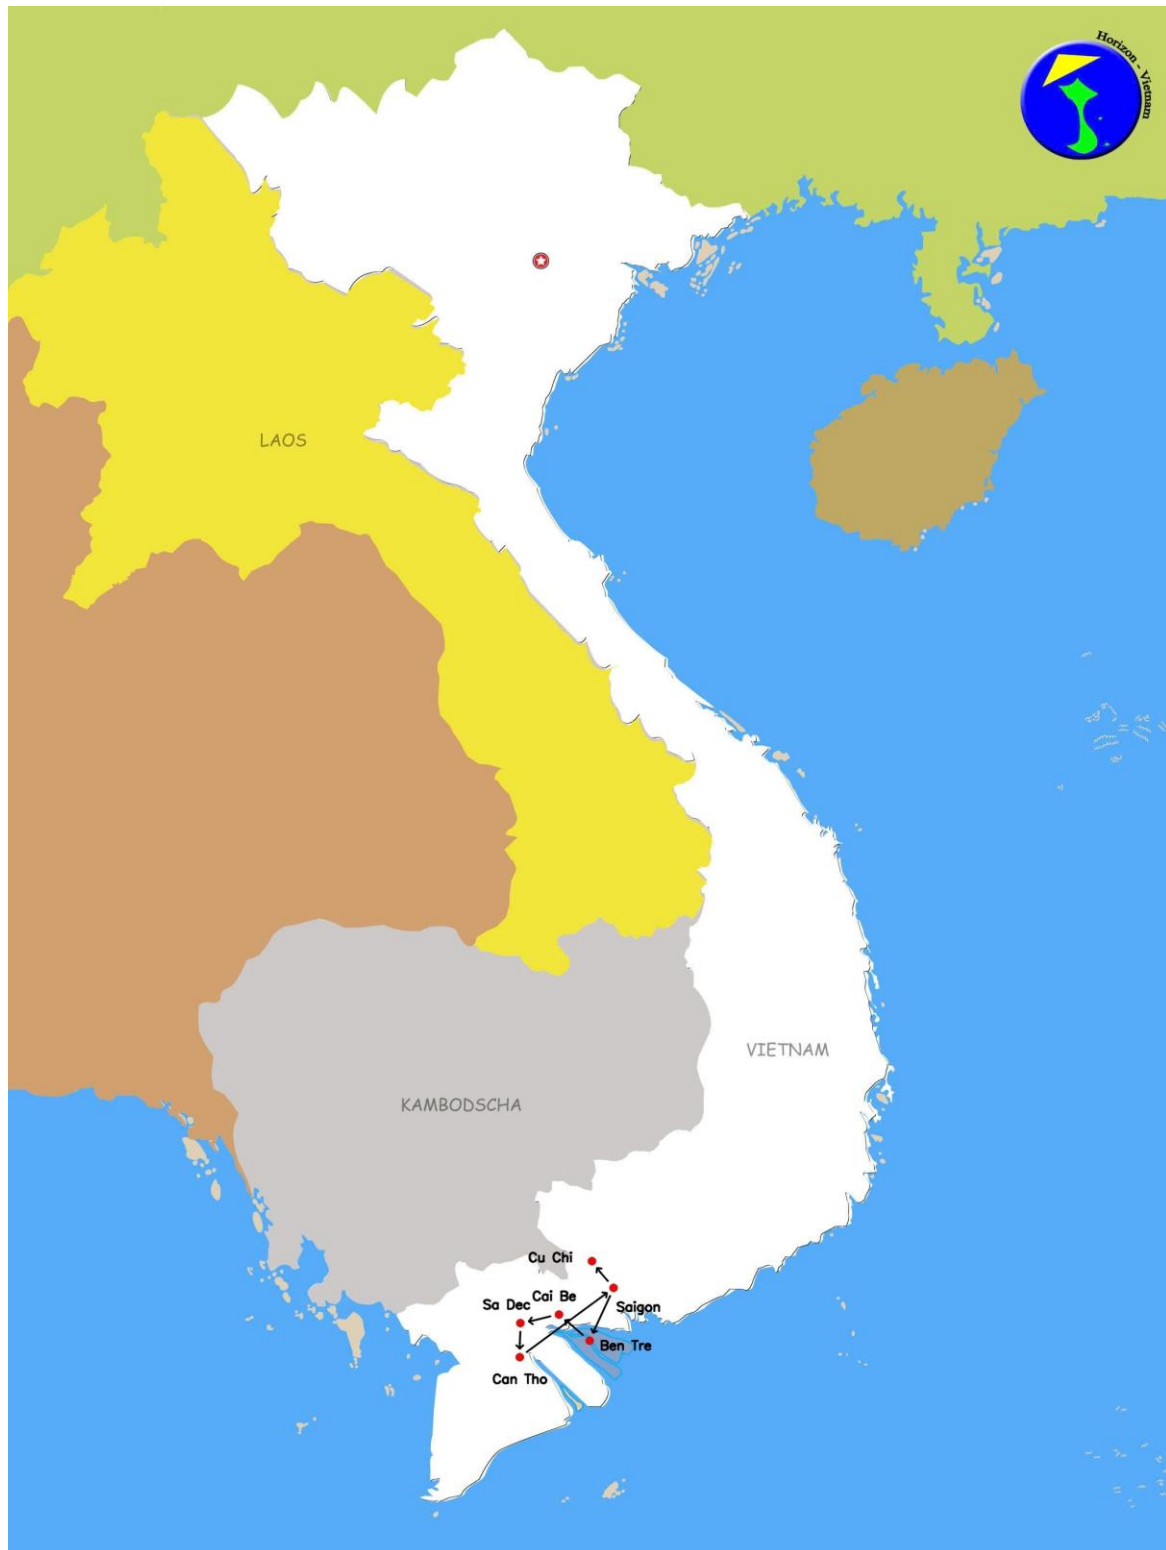 Horizon - Vietnam
LAOS
VIETNAM
KAMBODSCHA
Cu Chi
Cai Be
Sa Dec
Saigon
Ben Tre
Can Tho